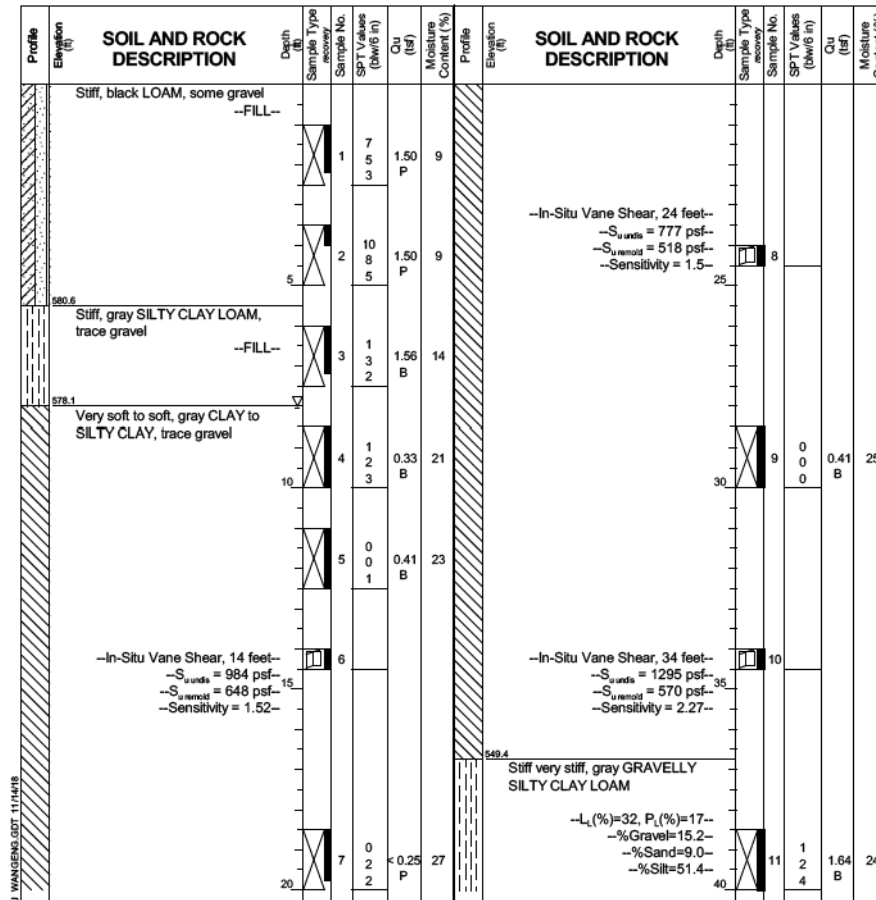 Profile
Elevation (ft)
SOIL AND ROCK DESCRIPTION
Depth (ft)
Sample Type recovery
Sample No.
SPT Values (blw/6 in)
Qu (tsf)
Moisture Content (%)
Stiff, black LOAM, some gravel
--FILL--
1 7 5 3 1.50 P 9
2 10 8 5 1.50 P 9
5
580.6
Stiff, gray SILTY CLAY LOAM,
trace gravel
--FILL--
3 1 3 2 1.56 B 14
578.1
Very soft to soft, gray CLAY to
SILTY CLAY, trace gravel
4 1 2 3 0.33 B 21
10
5 0 0 1 0.41 B 23
--In-Situ Vane Shear, 14 feet-- 6
--Su undis = 984 psf--
15
--Su remold = 648 psf--
--Sensitivity = 1.52--
7 0 2 2 < 0.25 P 27
20
WANGENG.GDT 11/14/18
Profile
Elevation (ft)
SOIL AND ROCK DESCRIPTION
Depth (ft)
Sample Type recovery
Sample No.
SPT Values (blw/6 in)
Qu (tsf)
Moisture
--In-Situ Vane Shear, 24 feet--
--Su undis = 777 psf--
--Su remold = 518 psf--
--Sensitivity = 1.5-- 8
25
9 0 0 0 0.41 B 25
30
--In-Situ Vane Shear, 34 feet-- 10
--Su undis = 1295 psf--
35
--Su remold = 570 psf--
--Sensitivity = 2.27--
549.4
Stiff very stiff, gray GRAVELLY
SILTY CLAY LOAM
--LL(%)=32, PL(%)=17--
--%Gravel=15.2--
--%Sand=9.0--
--%Silt=51.4--
11 1 2 4 1.64 B 24
40